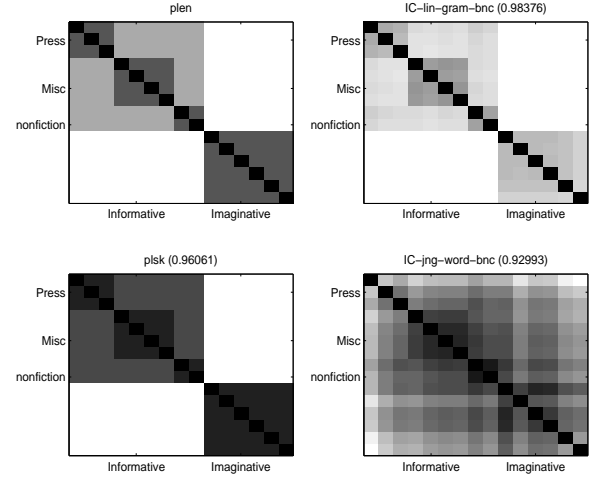 plen
Press
Misc
nonfiction
Informative Imaginative
IC-lin-gram-bnc (0.98376)
Press
Misc
nonfiction
Informative Imaginative
plsk (0.96061)
Press
Misc
nonfiction
Informative Imaginative
IC-jng-word-bnc (0.92993)
Press
Misc
nonfiction
Informative Imaginative